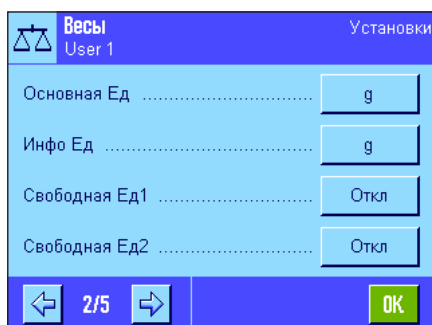 Весы
Установки
User 1
Основная Ед ................................ g
Инфо Ед ....................................... g
Свободная Ед1 .............................. Откл
Свободная Ед2 ............................. Откл
2/5
OK